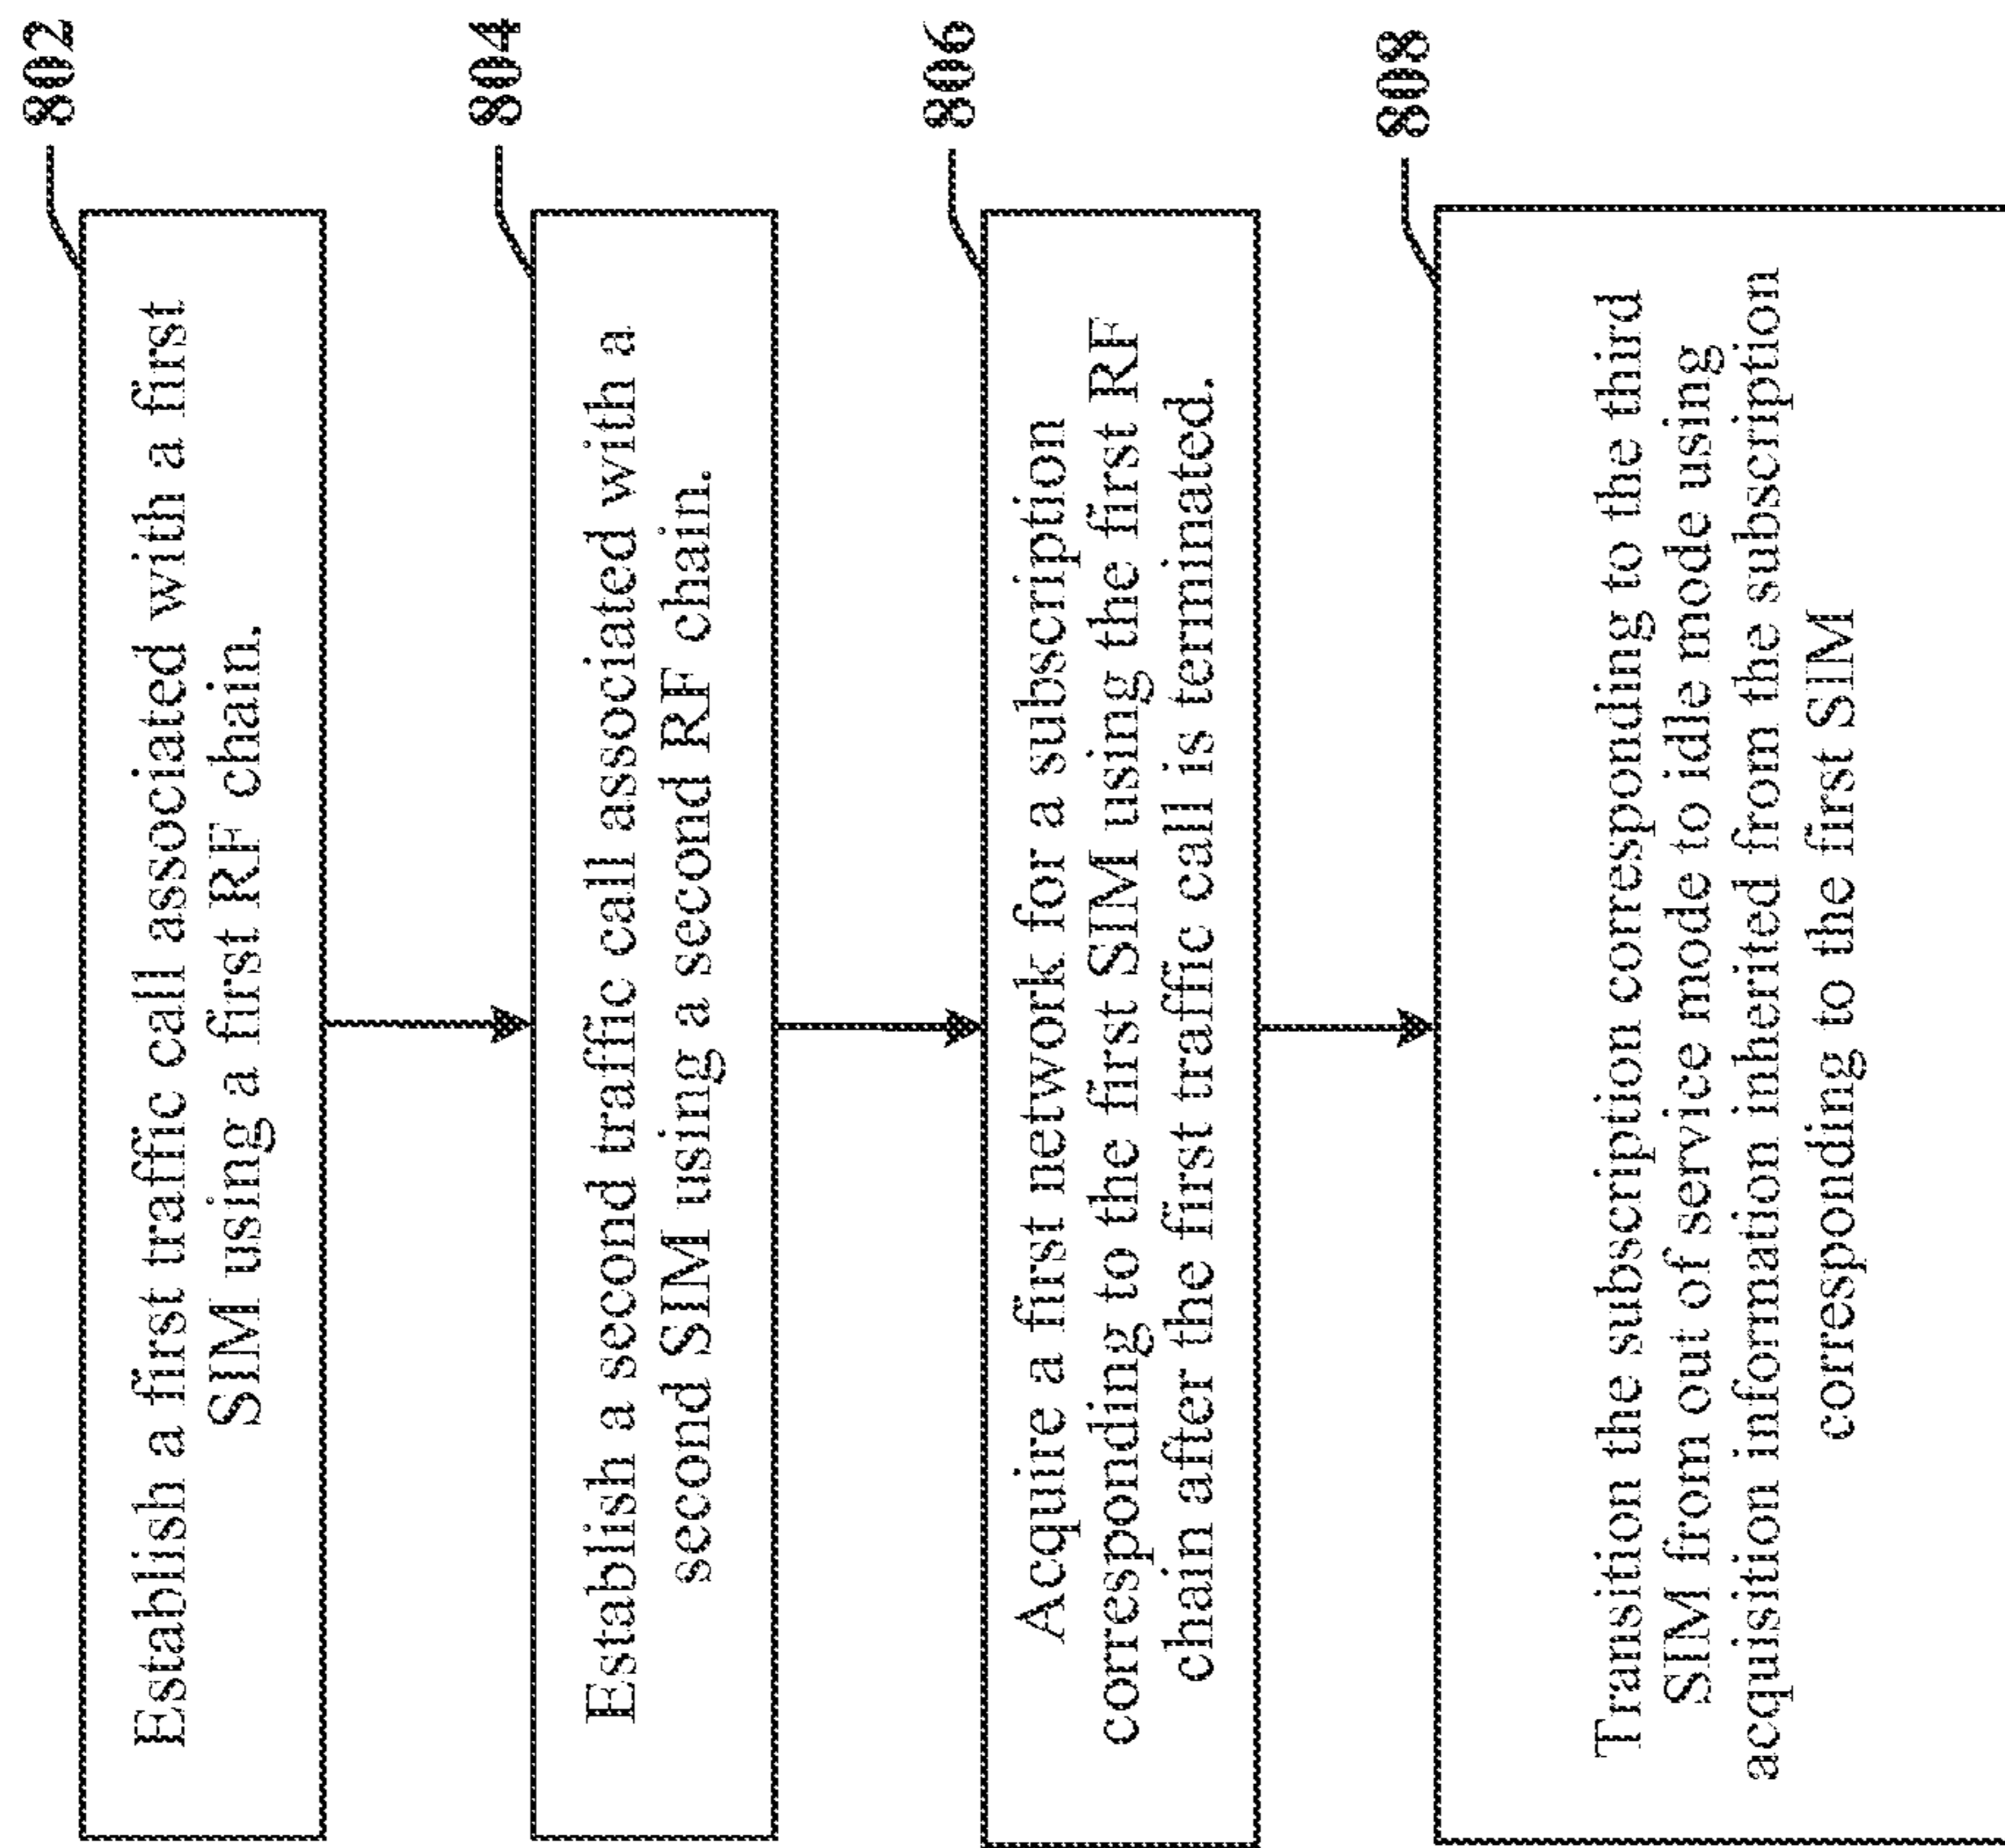 802
Establish a first traffic call associated with a first
SIM using a first RF chain.
804
Establish a second traffic call associated with a
second SIM using a second RF chain.
806
Acquire a first network for a subscription
corresponding to the first SIM using the first RF
chain after the first traffic call is terminated.
808
Transition the subscription corresponding to the third
SIM from out of service mode to idle mode using
acquisition information inherited from the subscription
corresponding to the first SIM